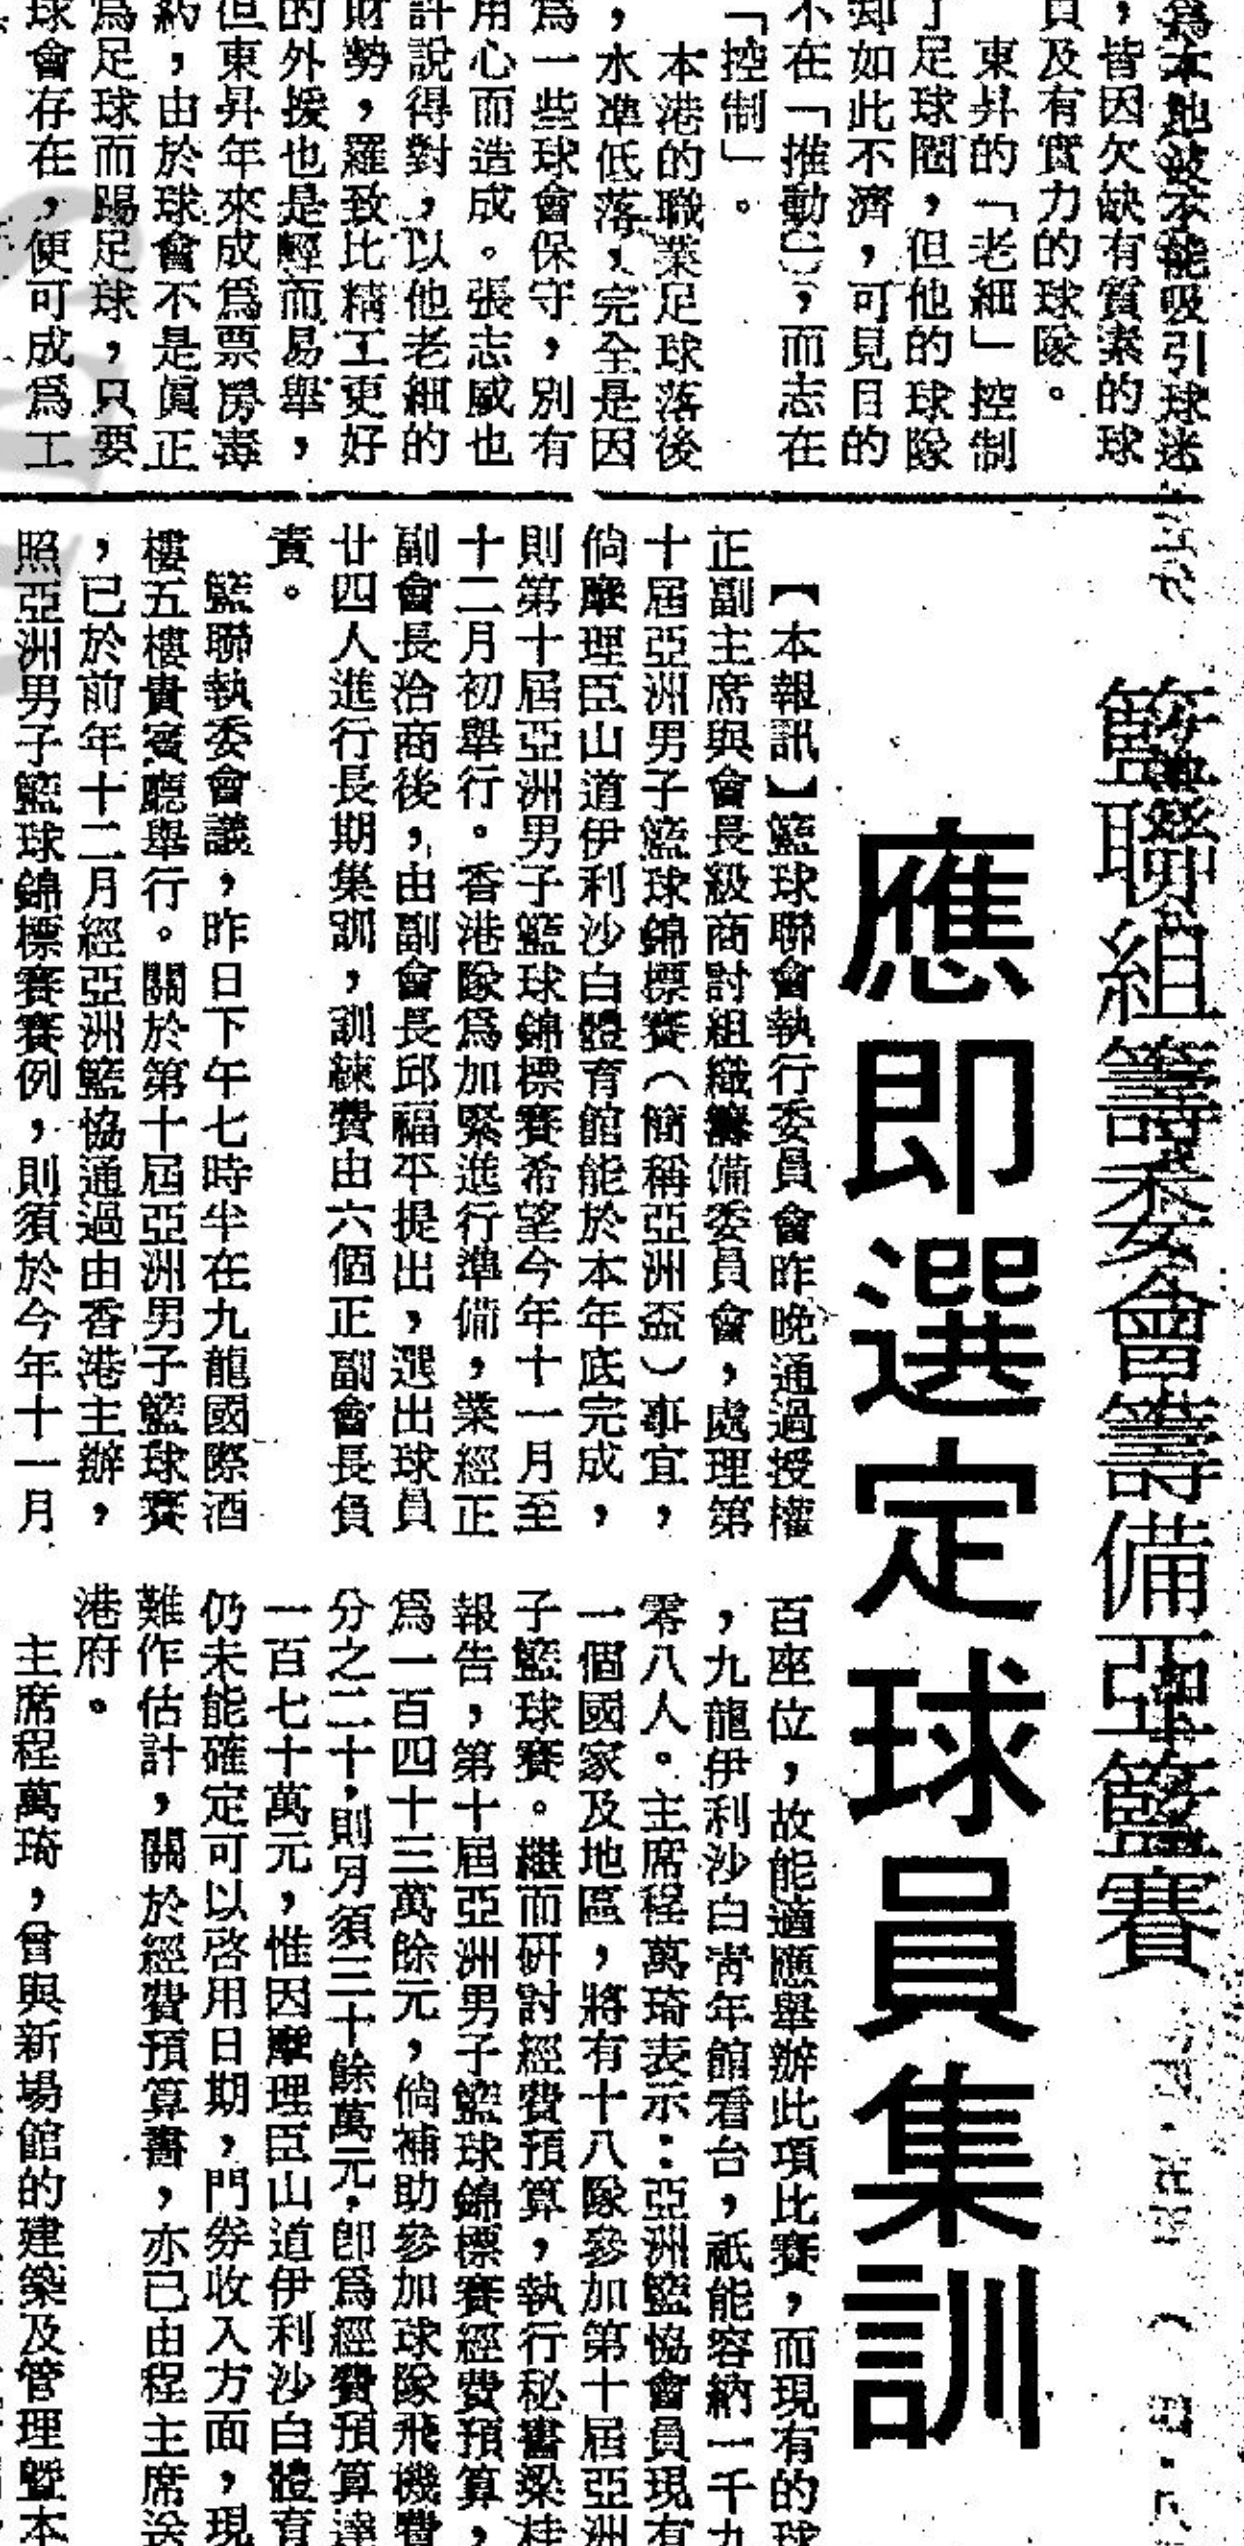 爲本地波不能吸引球迷
，皆因欠缺有質素的球
員及有實力的球隊。
東昇的「老細」控制
了足球圈，但他的球隊
却如此不濟，可見目的
不在「推動」，而志在
「控制」。
本港的職業足球落後
，水準低落，完全是因
爲一些球會保守，別有
用心而造成。張志威也
許說得對，以他老細的
財勢，羅致比精工更好
的外援也是輕而易舉，
但東昇年來成爲票房毒
葯，由於球會不是眞正
爲足球而踢足球，只要
球會存在，便可成爲工
籃聯組籌委會籌備亞籃賽
應即選定球員集訓
【本報訊】籃球聯會執行委員會昨晚通過授權
正副主席與會長級商討組織籌備委員會，處理第
十屆亞洲男子籃球錦標賽（簡稱亞洲盃）事宜，
倘摩理臣山道伊利沙白體育館能於本年底完成，
則第十屆亞洲男子籃球錦標賽希望今年十一月至
十二月初舉行。香港隊爲加緊進行準備，業經正
副會長洽商後，由副會長邱福平提出，選出球員
廿四人進行長期集訓，訓練費由六個正副會長負
責。
籃聯執委會議，昨日下午七時半在九龍國際酒
樓五樓貴賓廳舉行。關於第十屆亞洲男子籃球賽
，已於前年十二月經亞洲籃協通過由香港主辦，
照亞洲男子籃球錦標賽賽例，則須於今年十一月
百座位，故能適應舉辦此項比賽，而現有的球
，九龍伊利沙白青年館看台，祇能容納一千九
零八人。主席程萬琦表示：亞洲籃協會員現有
一個國家及地區，將有十八隊參加第十屆亞洲
子籃球賽。繼而研討經費預算，執行秘書梁桂
報告，第十屆亞洲男子籃球錦標賽經費預算，
爲一百四十三萬餘元，倘補助參加球隊飛機費
分之二十，則另須三十餘萬元，卽爲經費預算達
一百七十萬元，惟因摩理臣山道伊利沙白體育
仍未能確定可以啓用日期，門券收入方面，現
難作估計，關於經費預算書，亦已由程主席送
港府。
主席程萬琦，曾與新場館的建築及管理曁本